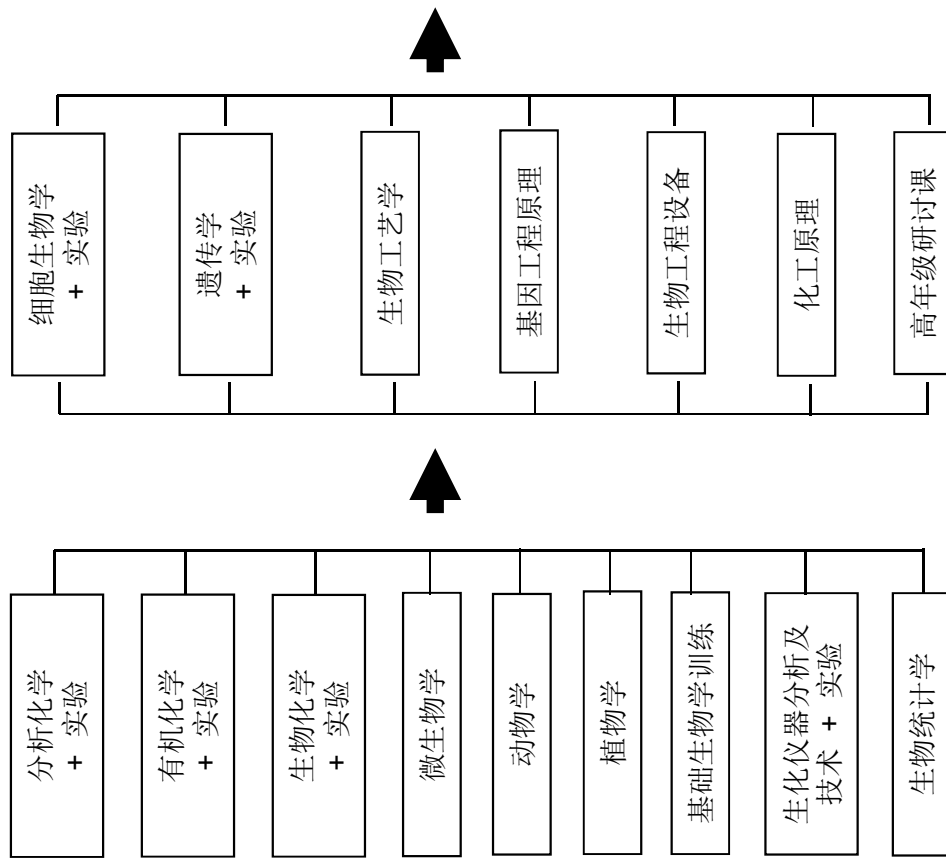 细胞生物学
+ 实验
遗传学
+ 实验
生物工艺学
基因工程原理
生物工程设备
化工原理
高年级研讨课
分析化学
+ 实验
有机化学
+ 实验
生物化学
+ 实验
微生物学
动物学
植物学
基础生物学训练
生化仪器分析及
技术 + 实验
生物统计学